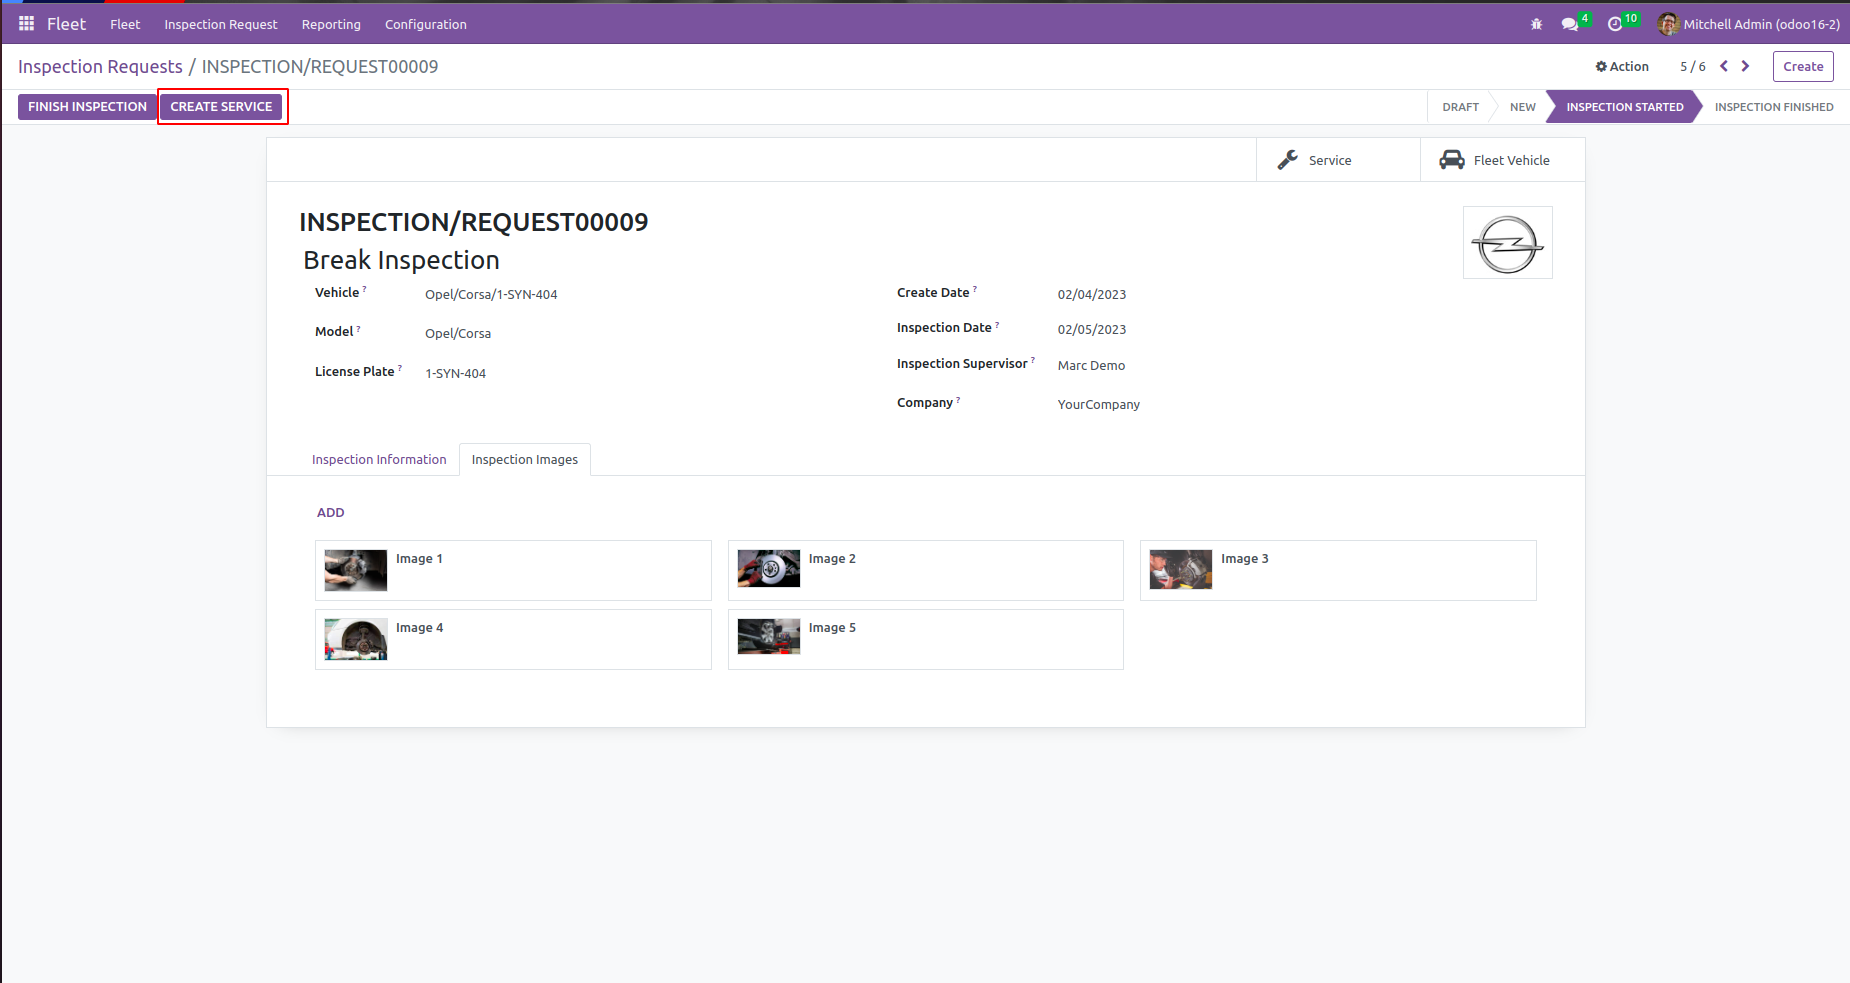 Fleet Fleet Inspection Request Reporting Configuration 4 10 Mitchell Admin (odoo16-2)
Inspection Requests / INSPECTION/REQUEST00009 Action 5 / 6 Create
FINISH INSPECTION CREATE SERVICE DRAFT NEW INSPECTION STARTED INSPECTION FINISHED
Service Fleet Vehicle
INSPECTION/REQUEST00009
Break Inspection
Vehicle ? Opel/Corsa/1-SYN-404
Model ? Opel/Corsa
License Plate ? 1-SYN-404
Create Date ? 02/04/2023
Inspection Date ? 02/05/2023
Inspection Supervisor ? Marc Demo
Company ? YourCompany
Inspection Information Inspection Images
ADD
Image 1 Image 2 Image 3
Image 4 Image 5